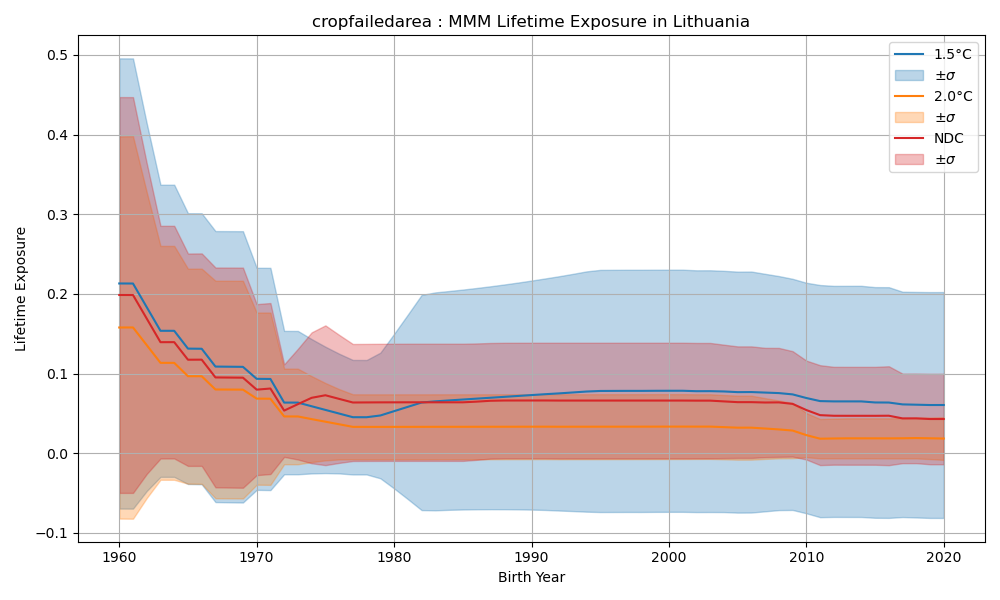 cropfailedarea : MMM Lifetime Exposure in Lithuania
1.5°C
±σ
2.0°C
±σ
NDC
±σ
Lifetime Exposure
0.5
0.4
0.3
0.2
0.1
0.0
−0.1
1960 1970 1980 1990 2000 2010 2020
Birth Year